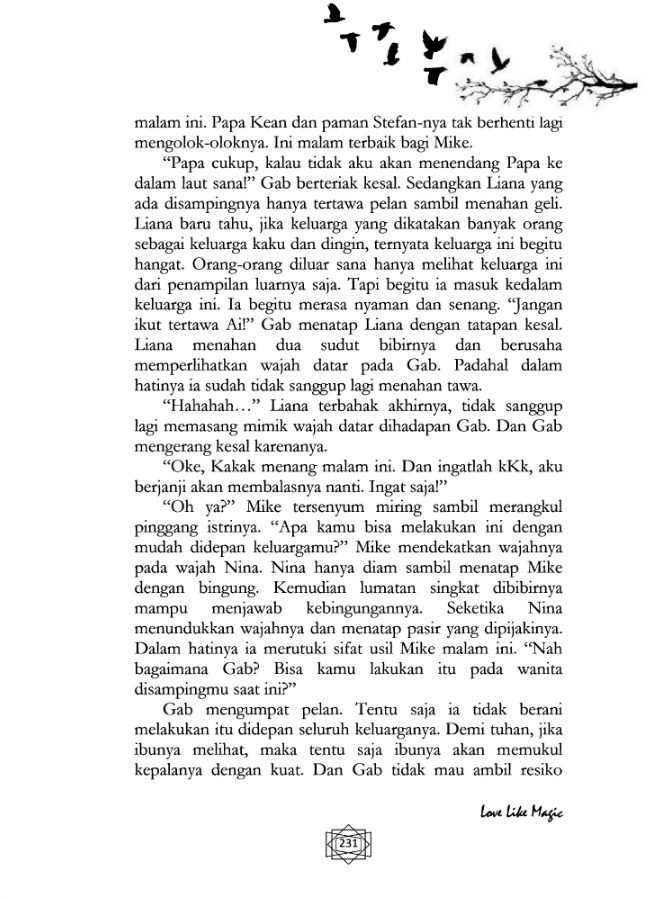 malam ini. Papa Kean dan paman Stefan-nya tak berhenti lagi
mengolok-oloknya. Ini malam terbaik bagi Mike.
“Papa cukup, kalau tidak aku akan menendang Papa ke
dalam laut sana!” Gab berteriak kesal. Sedangkan Liana yang
ada disampingnya hanya tertawa pelan sambil menahan geli.
Liana baru tahu, jika keluarga yang dikatakan banyak orang
sebagai keluarga kaku dan dingin, ternyata keluarga ini begitu
hangat. Orang-orang diluar sana hanya melihat keluarga ini
dari penampilan luarnya saja. Tapi begitu ia masuk kedalam
keluarga ini. Ia begitu merasa nyaman dan senang. “Jangan
ikut tertawa Ai!” Gab menatap Liana dengan tatapan kesal.
Liana menahan dua sudut bibirnya dan berusaha
memperlihatkan wajah datar pada Gab. Padahal dalam
hatinya ia sudah tidak sanggup lagi menahan tawa.
“Hahahah…” Liana terbahak akhirnya, tidak sanggup
lagi memasang mimik wajah datar dihadapan Gab. Dan Gab
mengerang kesal karenanya.
“Oke, Kakak menang malam ini. Dan ingatlah kKk, aku
berjanji akan membalasnya nanti. Ingat saja!”
“Oh ya?” Mike tersenyum miring sambil merangkul
pinggang istrinya. “Apa kamu bisa melakukan ini dengan
mudah didepan keluargamu?” Mike mendekatkan wajahnya
pada wajah Nina. Nina hanya diam sambil menatap Mike
dengan bingung. Kemudian lumatan singkat dibibirnya
mampu menjawab kebingungannya. Seketika Nina
menundukkan wajahnya dan menatap pasir yang dipijakinya.
Dalam hatinya ia merutuki sifat usil Mike malam ini. “Nah
bagaimana Gab? Bisa kamu lakukan itu pada wanita
disampingmu saat ini?”
Gab mengumpat pelan. Tentu saja ia tidak berani
melakukan itu didepan seluruh keluarganya. Demi tuhan, jika
ibunya melihat, maka tentu saja ibunya akan memukul
kepalanya dengan kuat. Dan Gab tidak mau ambil resiko
Love Like Magic
231